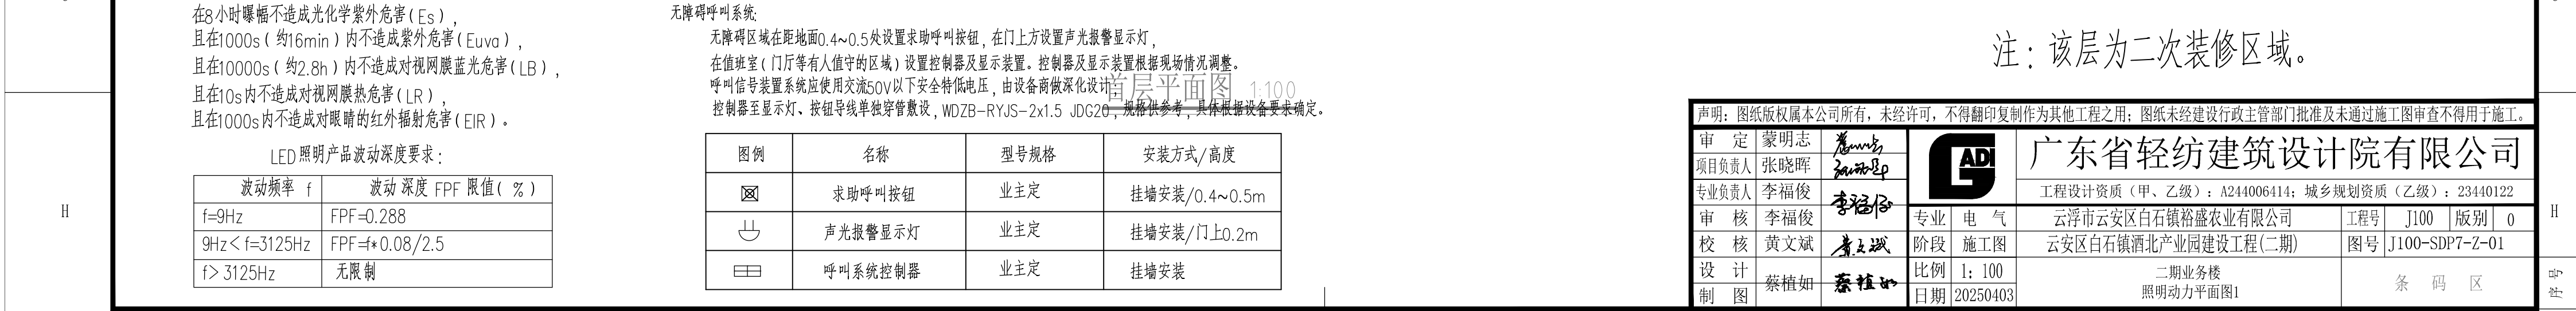 在8小时曝幅不造成光化学紫外危害(Es),
且在1000s(约16min)内不造成紫外危害(Euva),
且在10000s(约2.8h)内不造成对视网膜蓝光危害(LB),
且在10s内不造成对视网膜热危害(LR),
且在1000s内不造成对眼睛的红外辐射危害(EIR)。
LED照明产品波动深度要求:
波动频率 f 波动深度 FPF 限值(%)
f=9Hz FPF=0.288
9Hz<f=3125Hz FPF=f*0.08/2.5
f>3125Hz 无限制
H
无障碍呼叫系统:
无障碍区域在距地面0.4~0.5处设置求助呼叫按钮,在门上方设置声光报警显示灯,
在值班室(门厅等有人值守的区域)设置控制器及显示装置。控制器及显示装置根据现场情况调整。
呼叫信号装置系统应使用交流50V以下安全特低电压,由设备商做深化设计,
控制器至显示灯、按钮导线单独穿管敷设,WDZB-RYJS-2x1.5 JDG20,规格供参考,具体根据设备要求确定。
首层平面图 1:100
图例 名称 型号规格 安装方式/高度
求助呼叫按钮 业主定 挂墙安装/0.4~0.5m
声光报警显示灯 业主定 挂墙安装/门上0.2m
呼叫系统控制器 业主定 挂墙安装
注:该层为二次装修区域。
声明:图纸版权属本公司所有,未经许可,不得翻印复制作为其他工程之用;图纸未经建设行政主管部门批准及未通过施工图审查不得用于施工。
审 定 蒙明志
项目负责人 张晓晖
专业负责人 李福俊 李福俊
审 核 李福俊
校 核 黄文斌 黄文斌
设 计
制 图
蔡植如 蔡植如
GADI
广东省轻纺建筑设计院有限公司
工程设计资质(甲、乙级):A244006414;城乡规划资质(乙级):23440122
专业 电 气 云浮市云安区白石镇裕盛农业有限公司 工程号 J100 版别 0
阶段 施工图 云安区白石镇酒北产业园建设工程(二期) 图号 J100-SDP7-Z-01
比例 1:100 二期业务楼
日期 20250403 照明动力平面图1
条 码 区
H
序号